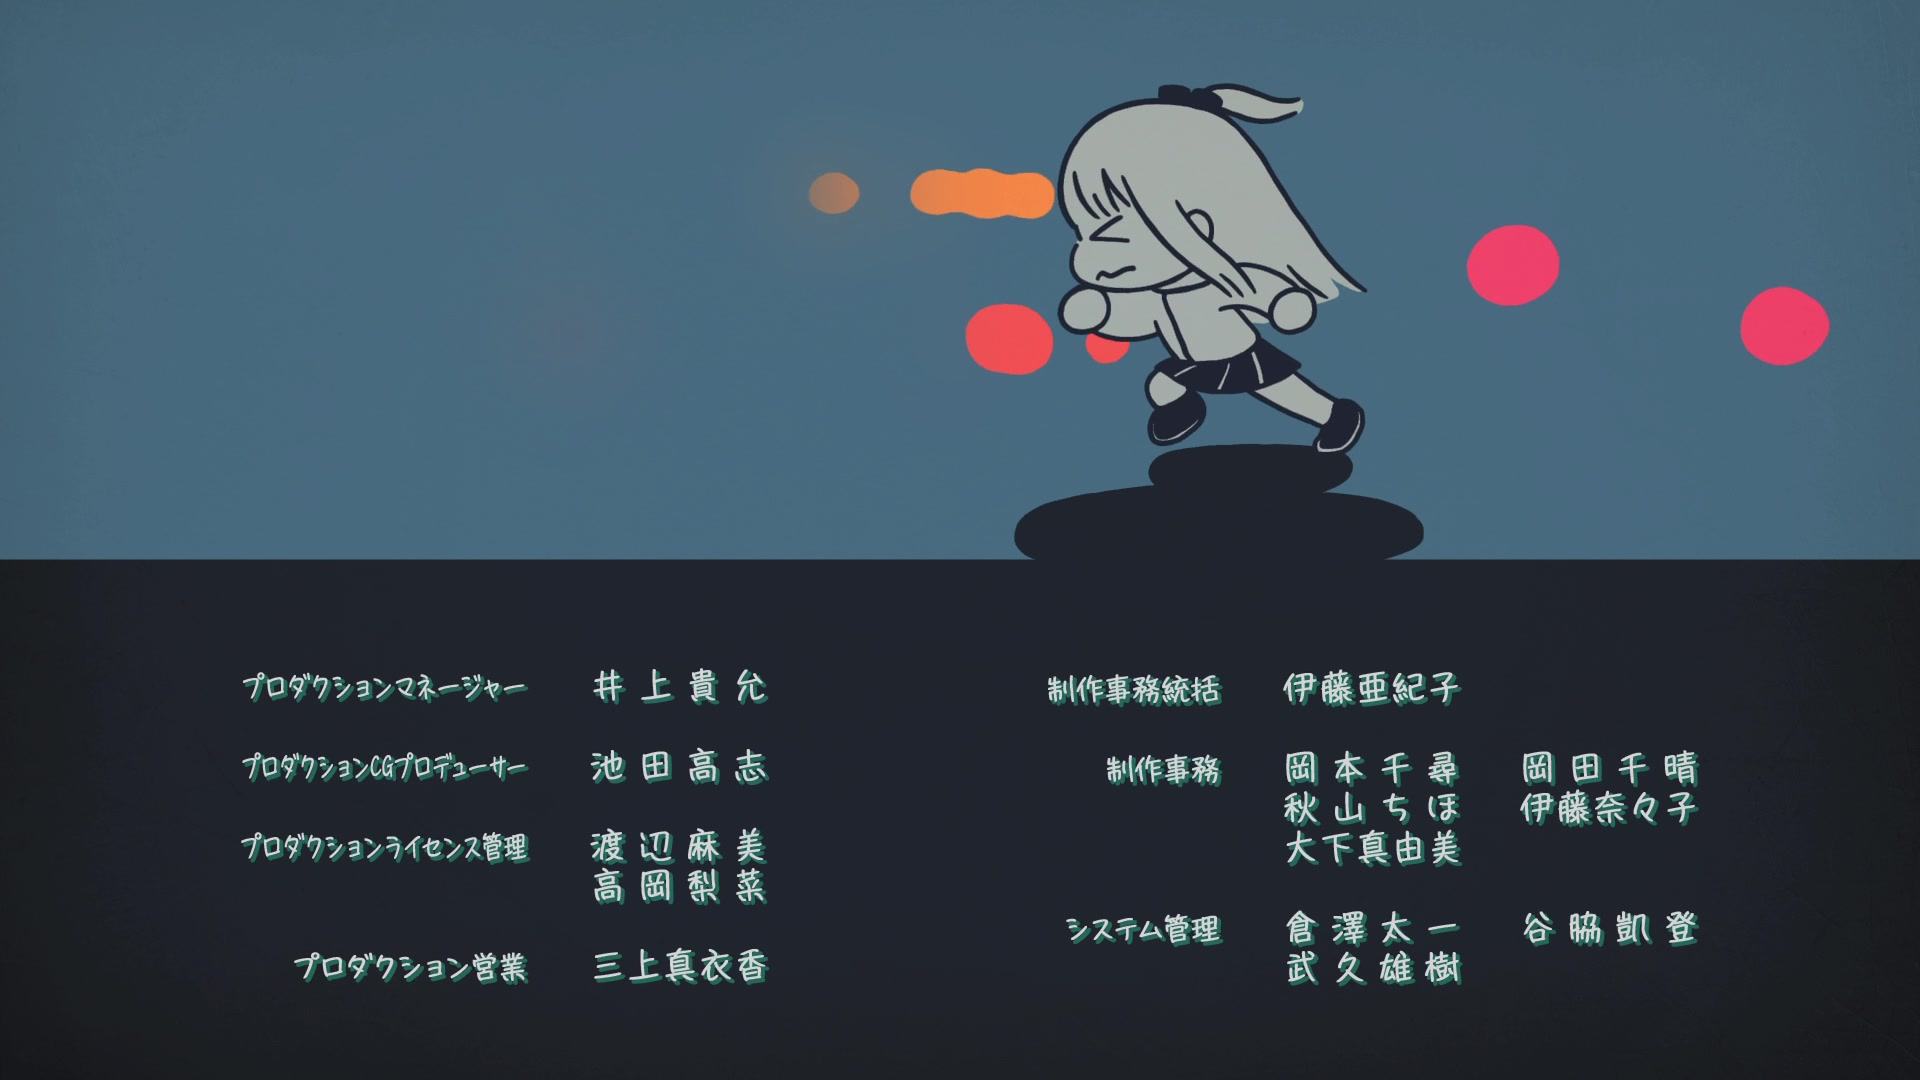 プロダクションマネージャー 井上貴允
プロダクションCGプロデューサー 池田高志
プロダクションライセンス管理 渡辺麻美
高岡梨菜
プロダクション営業 三上真衣香
制作事務統括 伊藤亜紀子
制作事務 岡本千尋 岡田千晴
秋山ちほ 伊藤奈々子
大下真由美
システム管理 倉澤太一 谷脇凱登
武久雄樹